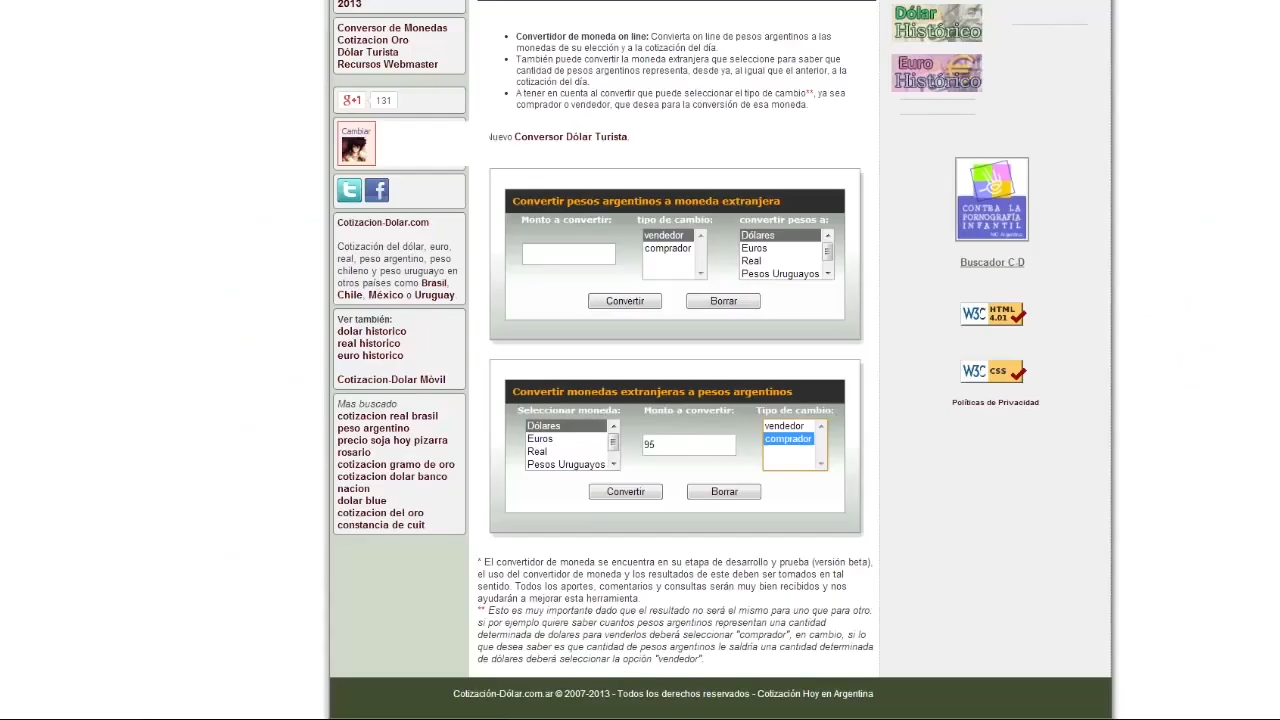 2013
Conversor de Monedas
Cotizacion Oro
Dólar Turista
Recursos Webmaster
g+1 131
Cambiar
Cotizacion-Dolar.com
Cotización del dólar, euro,
real, peso argentino, peso
chileno y peso uruguayo en
otros países como Brasil,
Chile, México o Uruguay.
Ver también:
dolar historico
real historico
euro historico
Cotizacion-Dolar Mòvil
Mas buscado
cotizacion real brasil
peso argentino
precio soja hoy pizarra
rosario
cotizacion gramo de oro
cotizacion dolar banco
nacion
dolar blue
cotizacion del oro
constancia de cuit
• Convertidor de moneda on line: Convierta on line de pesos argentinos a las
monedas de su elección y a la cotización del día.
• También puede convertir la moneda extranjera que seleccione para saber que
cantidad de pesos argentinos representa, desde ya, al igual que el anterior, a la
cotización del día.
• A tener en cuenta al convertir que puede seleccionar el tipo de cambio**, ya sea
comprador o vendedor, que desea para la conversión de esa moneda.
Nuevo Conversor Dólar Turista.
Convertir pesos argentinos a moneda extranjera
Monto a convertir: tipo de cambio: convertir pesos a:
vendedor
comprador
Dólares
Euros
Real
Pesos Uruguayos
Convertir Borrar
Convertir monedas extranjeras a pesos argentinos
Seleccionar moneda: Monto a convertir: Tipo de cambio:
Dólares
Euros
Real
Pesos Uruguayos
95
vendedor
comprador
Convertir Borrar
* El convertidor de moneda se encuentra en su etapa de desarrollo y prueba (versión beta),
el uso del convertidor de moneda y los resultados de este deben ser tomados en tal
sentido. Todos los aportes, comentarios y consultas serán muy bien recibidos y nos
ayudarán a mejorar esta herramienta.
** Esto es muy importante dado que el resultado no será el mismo para uno que para otro.
si por ejemplo quiere saber cuantos pesos argentinos representan una cantidad
determinada de dolares para venderlos deberá seleccionar "comprador", en cambio, si lo
que desea saber es que cantidad de pesos argentinos le saldría una cantidad determinada
de dólares deberá seleccionar la opción "vendedor".
Dólar
Histórico
Euro
Histórico
CONTRA LA
PORNOGRAFIA
INFANTIL
MC Argentina
Buscador C.D
W3C HTML 4.01
W3C CSS
Políticas de Privacidad
Cotización-Dólar.com.ar © 2007-2013 - Todos los derechos reservados - Cotización Hoy en Argentina